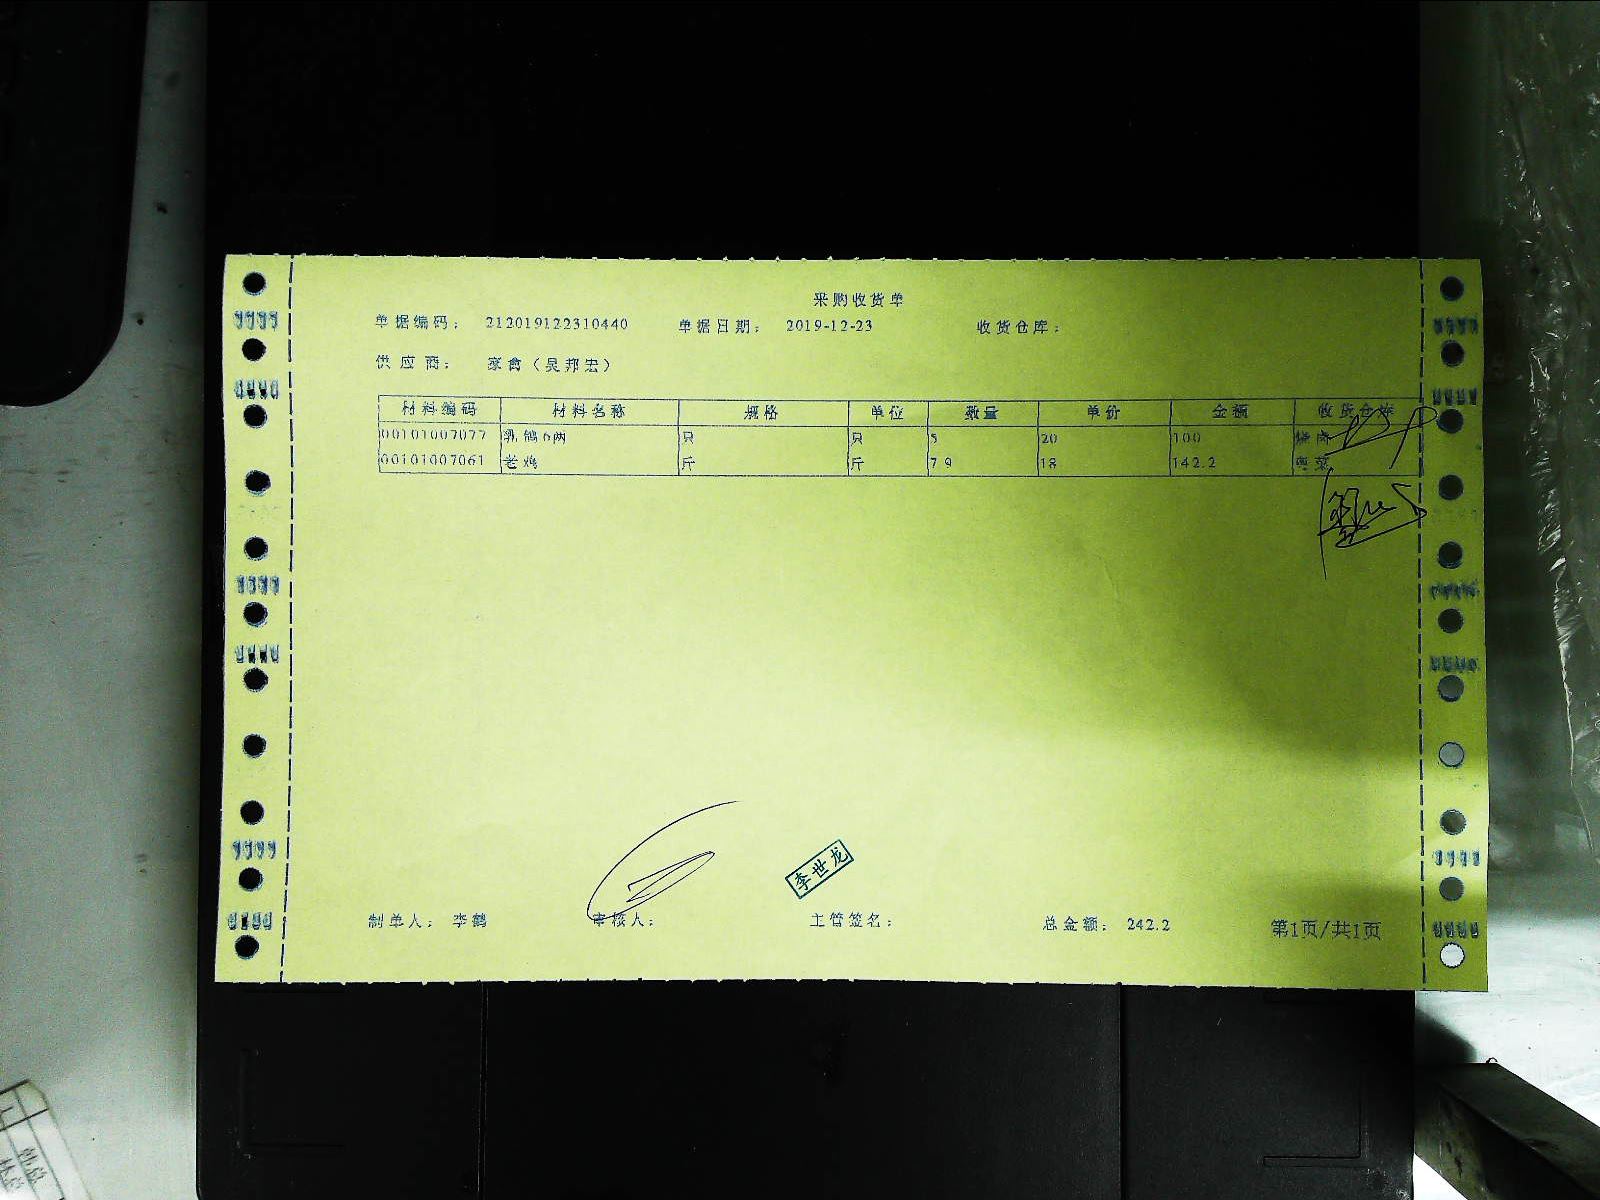 采购收货单
单据编码： 212019122310440 单据日期： 2019-12-23 收货仓库：
供应商： 家禽（吴邦宏）
材料编码 材料名称 规格 单位 数量 单价 金额 收货仓库
00101007077 乳鸽6两 只 只 5 20 100 烧卤
00101007061 老鸡 斤 斤 7.9 18 142.2 粤菜
李世龙
制单人： 李鹤 审核人： 主管签名： 总金额： 242.2 第1页/共1页